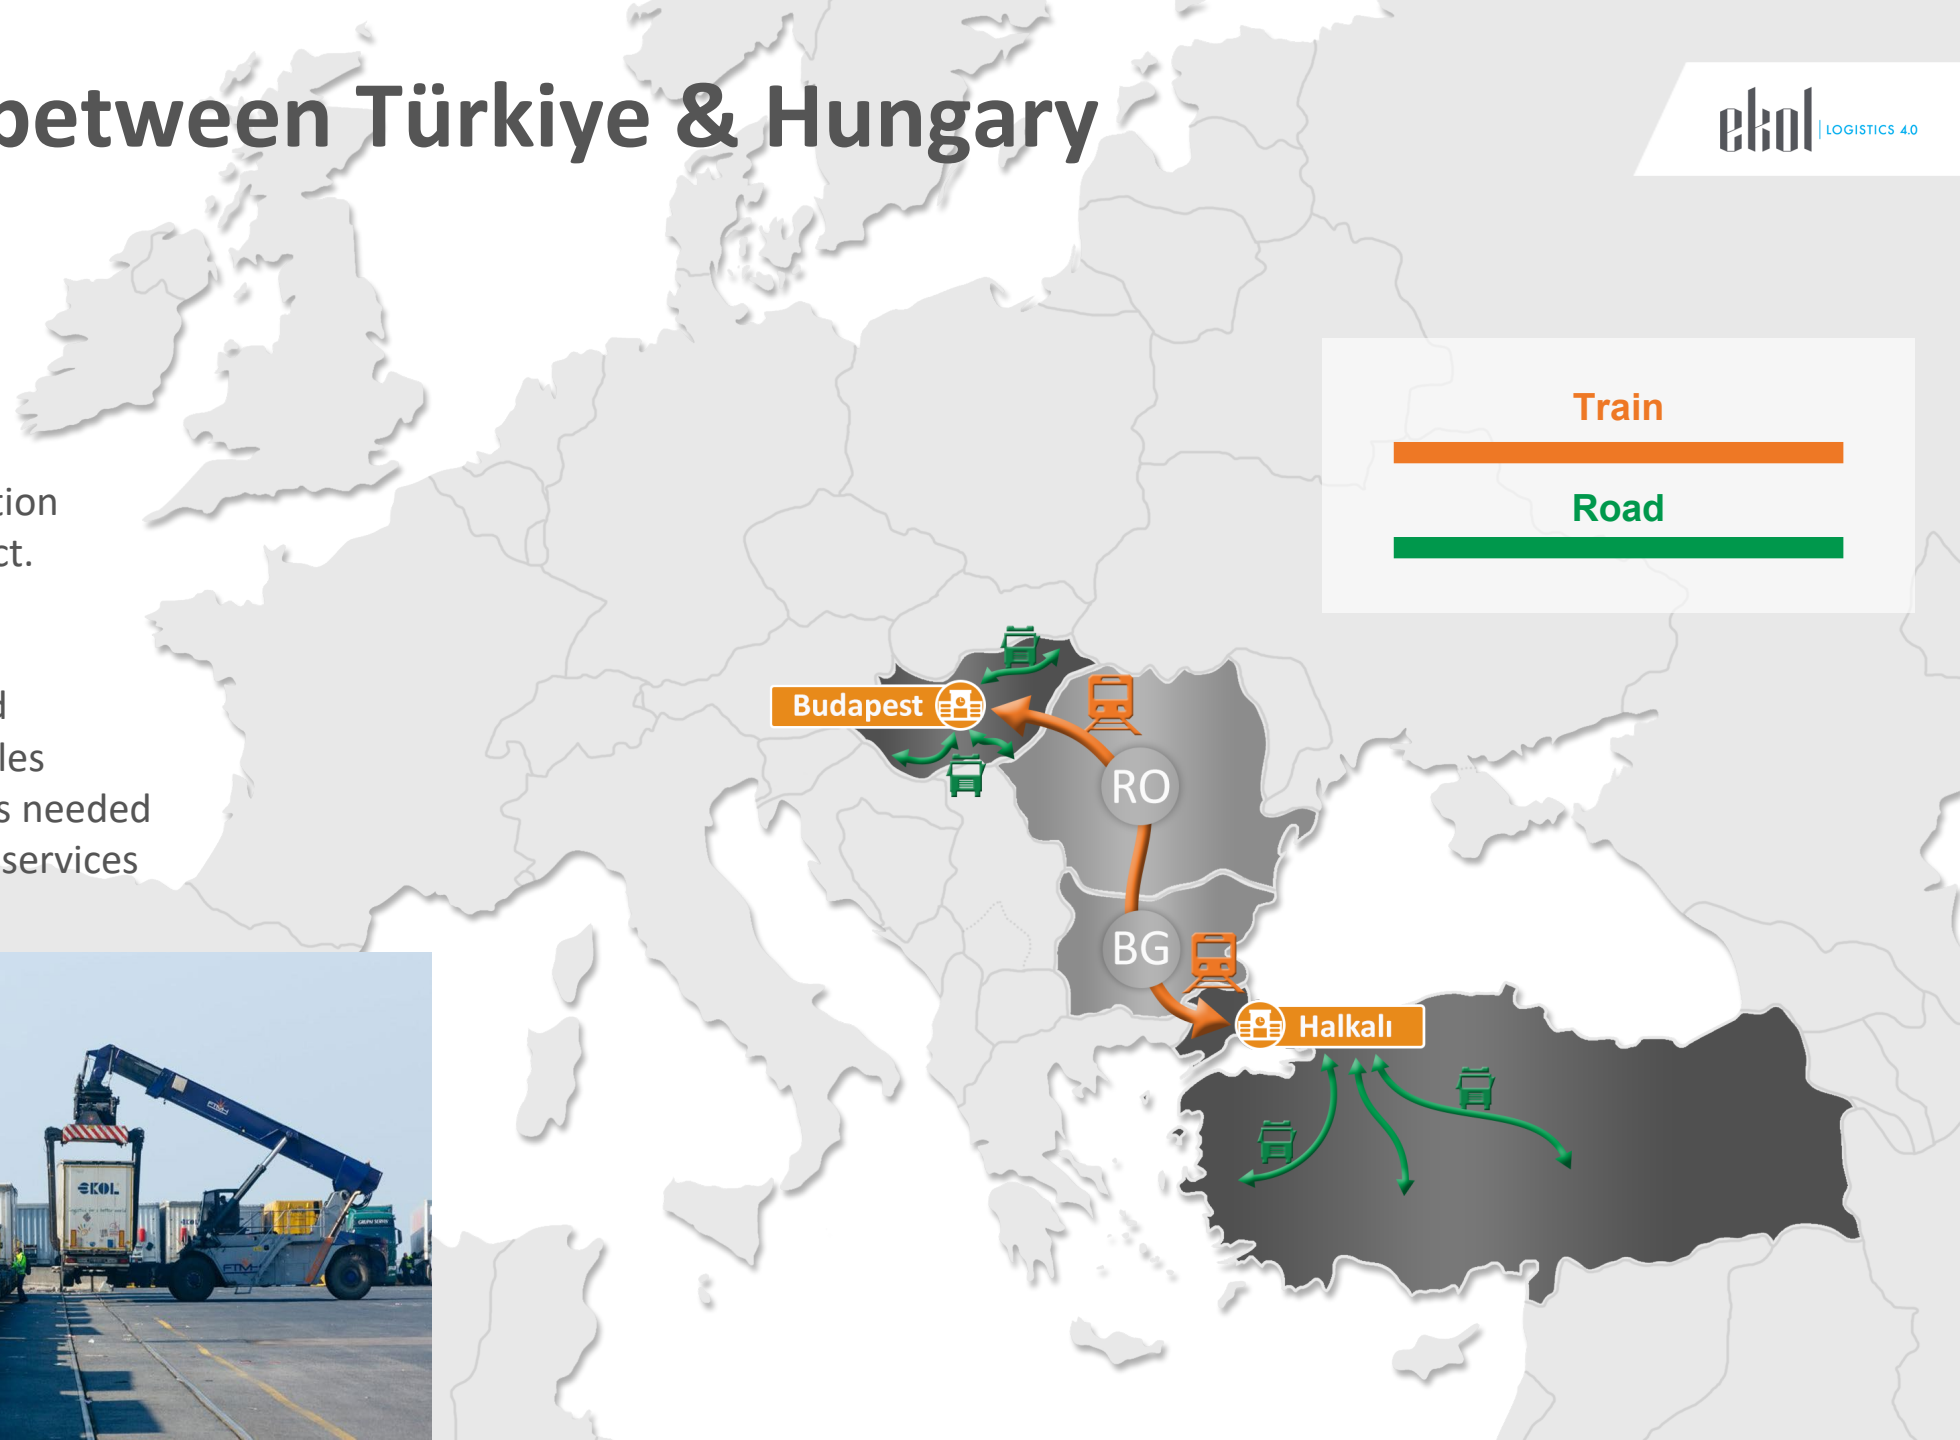 between Türkiye & Hungary
ekol LOGISTICS 4.0
Train
Road
tion
ct.
d
les
s needed
services
Budapest
RO
BG
Halkalı
EKOL
FTMH